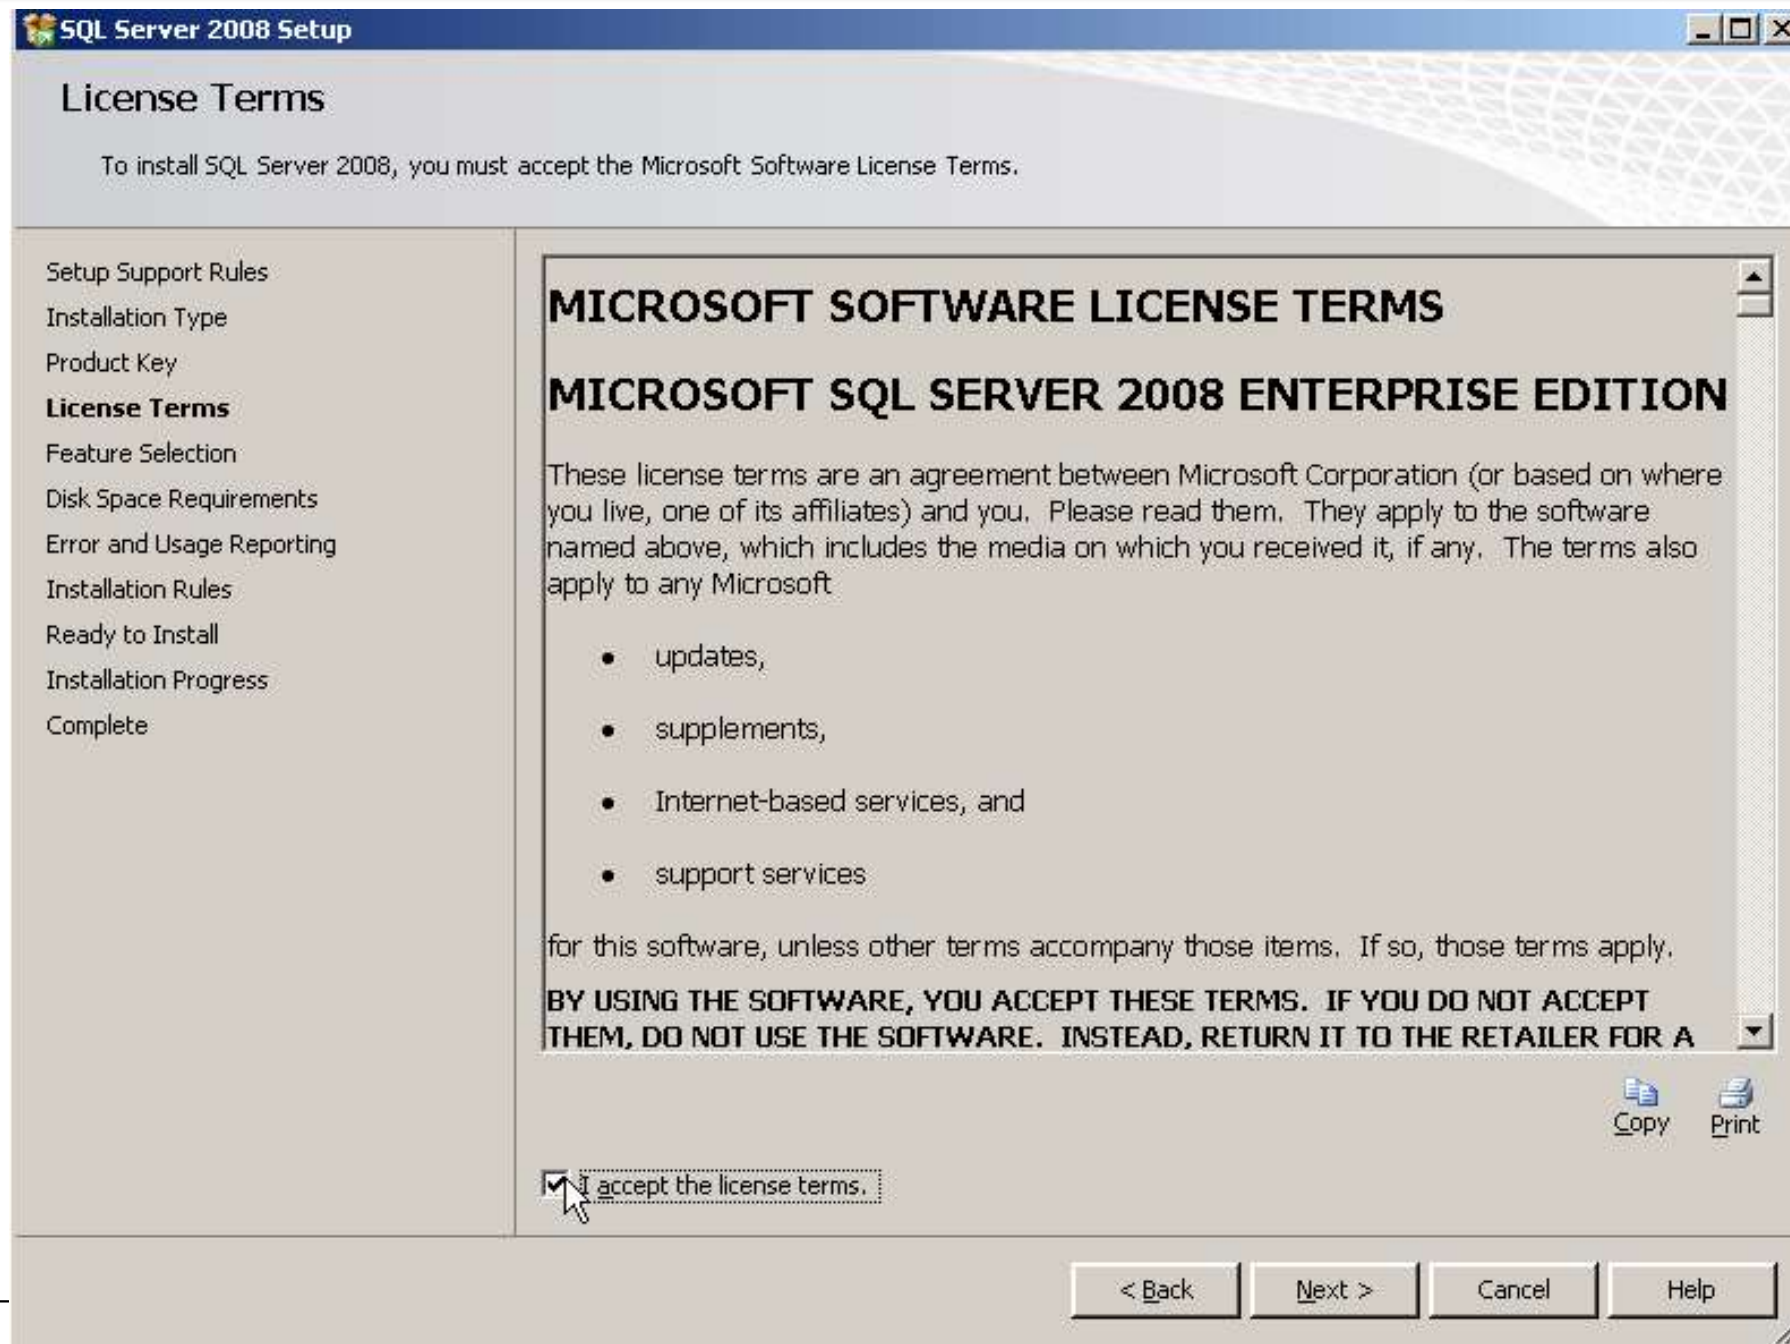 SQL Server 2008 Setup
License Terms
To install SQL Server 2008, you must accept the Microsoft Software License Terms.
Setup Support Rules
Installation Type
Product Key
License Terms
Feature Selection
Disk Space Requirements
Error and Usage Reporting
Installation Rules
Ready to Install
Installation Progress
Complete
MICROSOFT SOFTWARE LICENSE TERMS
MICROSOFT SQL SERVER 2008 ENTERPRISE EDITION
These license terms are an agreement between Microsoft Corporation (or based on where
you live, one of its affiliates) and you.  Please read them.  They apply to the software
named above, which includes the media on which you received it, if any.  The terms also
apply to any Microsoft
• updates,
• supplements,
• Internet-based services, and
• support services
for this software, unless other terms accompany those items.  If so, those terms apply.
BY USING THE SOFTWARE, YOU ACCEPT THESE TERMS.  IF YOU DO NOT ACCEPT
THEM, DO NOT USE THE SOFTWARE.  INSTEAD, RETURN IT TO THE RETAILER FOR A
Copy
Print
I accept the license terms.
< Back
Next >
Cancel
Help